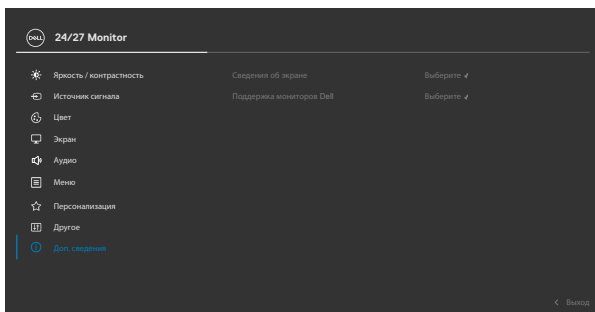 DELL 24/27 Monitor
Яркость / контрастность Сведения об экране Выберите
Источник сигнала Поддержка мониторов Dell Выберите
Цвет
Экран
Аудио
Меню
Персонализация
Другое
Доп. сведения
Выход